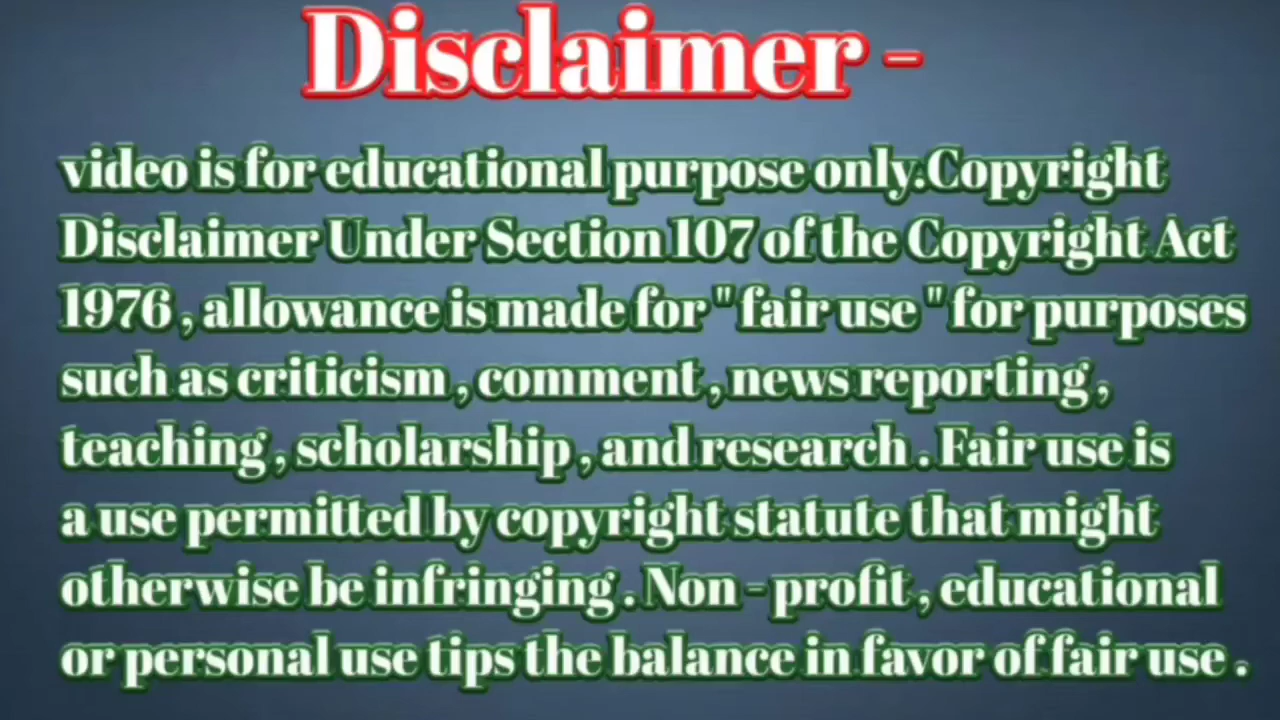 Disclaimer -
video is for educational purpose only.Copyright
Disclaimer Under Section 107 of the Copyright Act
1976 , allowance is made for " fair use " for purposes
such as criticism , comment , news reporting ,
teaching , scholarship , and research . Fair use is
a use permitted by copyright statute that might
otherwise be infringing . Non - profit , educational
or personal use tips the balance in favor of fair use .